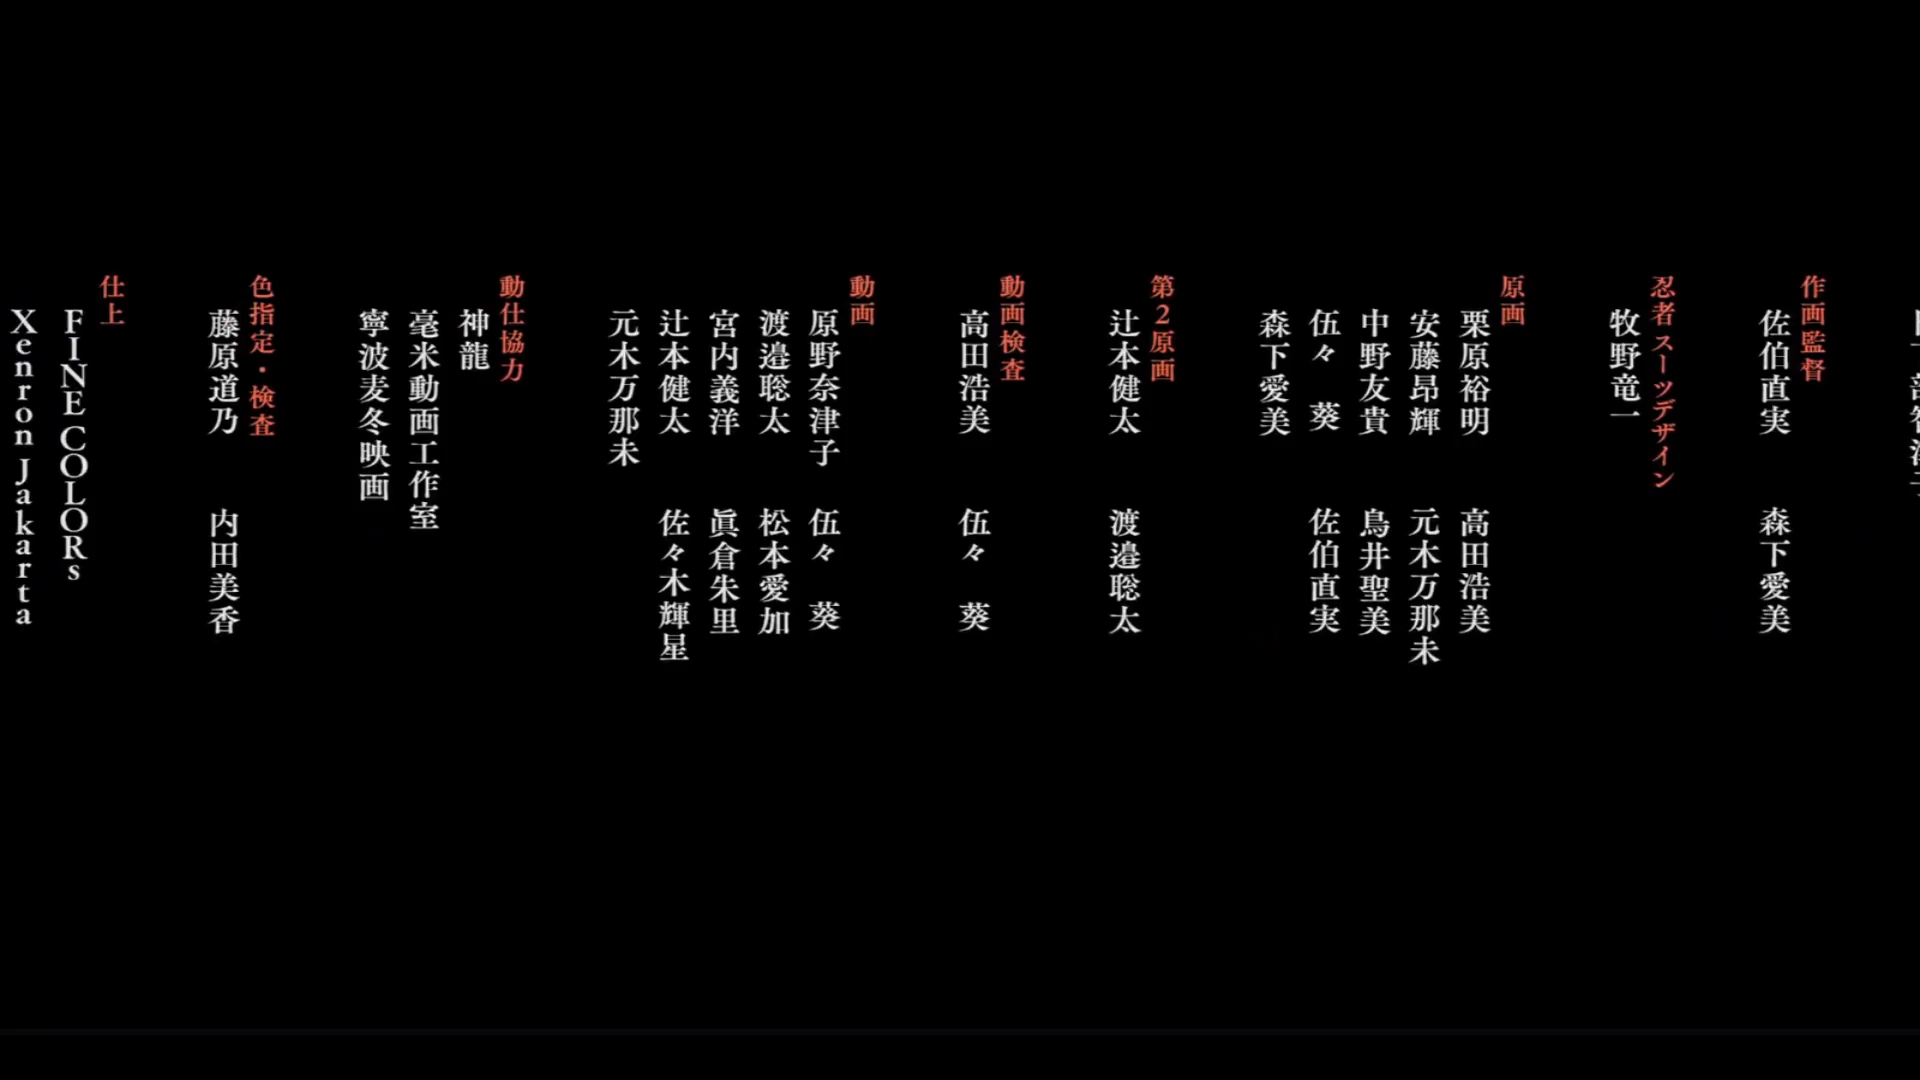 作画監督
佐伯直実 森下愛美
忍者スーツデザイン
牧野竜一
原画
栗原裕明 高田浩美
安藤昂輝 元木万那未
中野友貴 鳥井聖美
伍々 葵 佐伯直実
森下愛美
第2原画
辻本健太 渡邉聡太
動画検査
高田浩美 伍々 葵
動画
原野奈津子 伍々 葵
渡邉聡太 松本愛加
宮内義洋 眞倉朱里
辻本健太 佐々木輝星
元木万那未
動仕協力
神龍
毫米動画工作室
寧波麦冬映画
色指定・検査
藤原道乃 内田美香
仕上
FINE COLORs
Xenron Jakarta